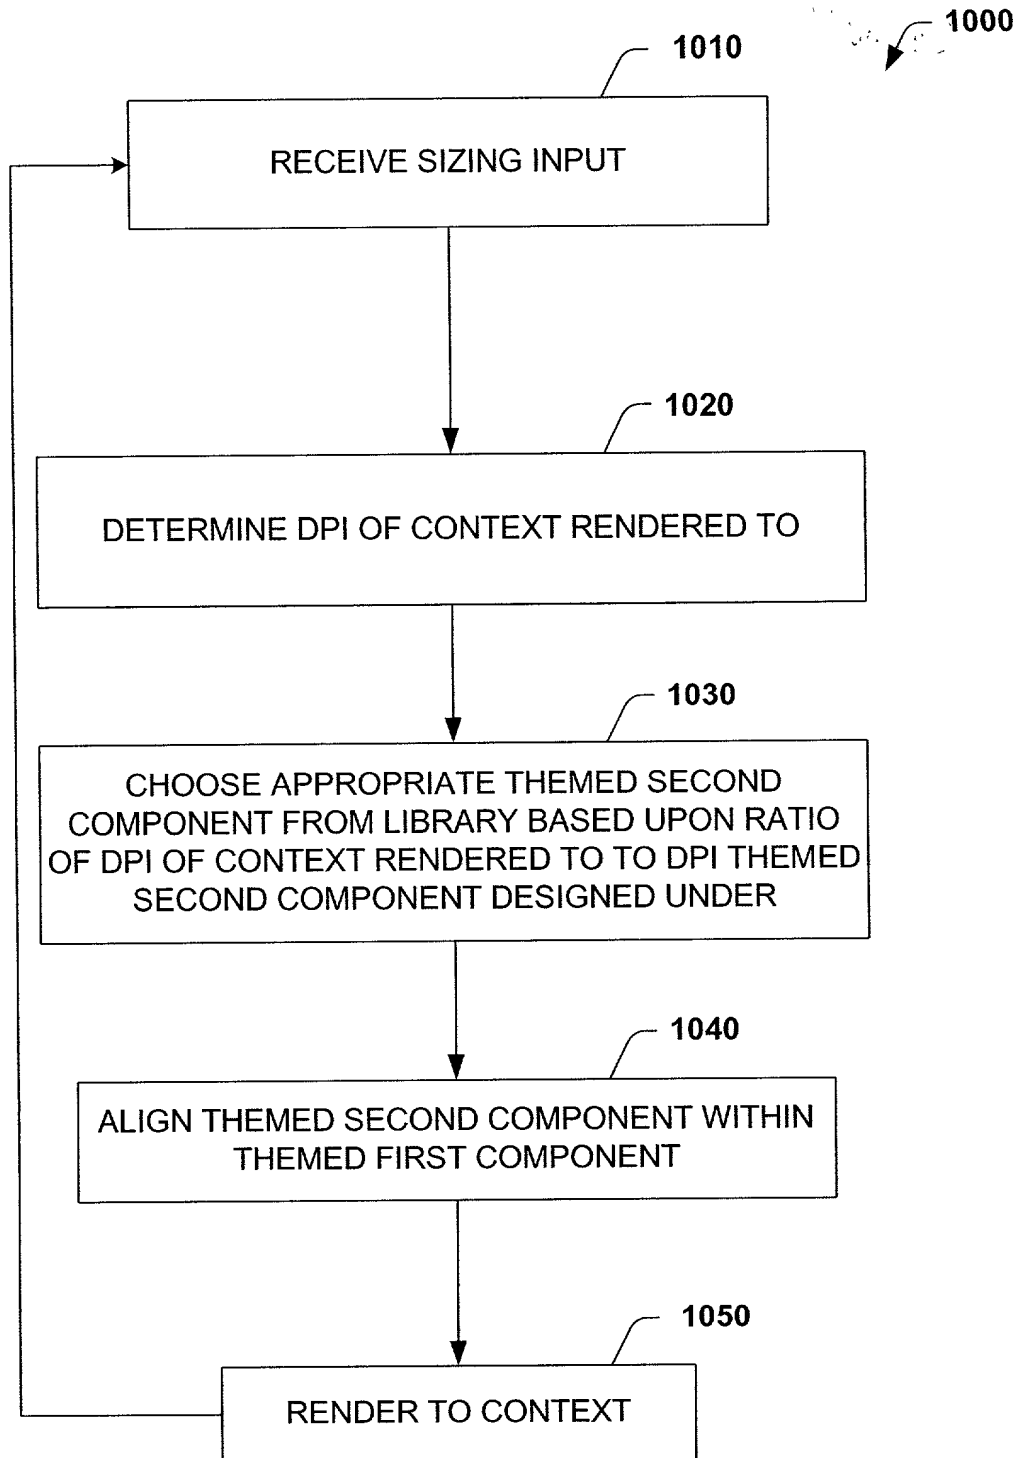 1000
1010
RECEIVE SIZING INPUT
1020
DETERMINE DPI OF CONTEXT RENDERED TO
1030
CHOOSE APPROPRIATE THEMED SECOND
COMPONENT FROM LIBRARY BASED UPON RATIO
OF DPI OF CONTEXT RENDERED TO TO DPI THEMED
SECOND COMPONENT DESIGNED UNDER
1040
ALIGN THEMED SECOND COMPONENT WITHIN
THEMED FIRST COMPONENT
1050
RENDER TO CONTEXT